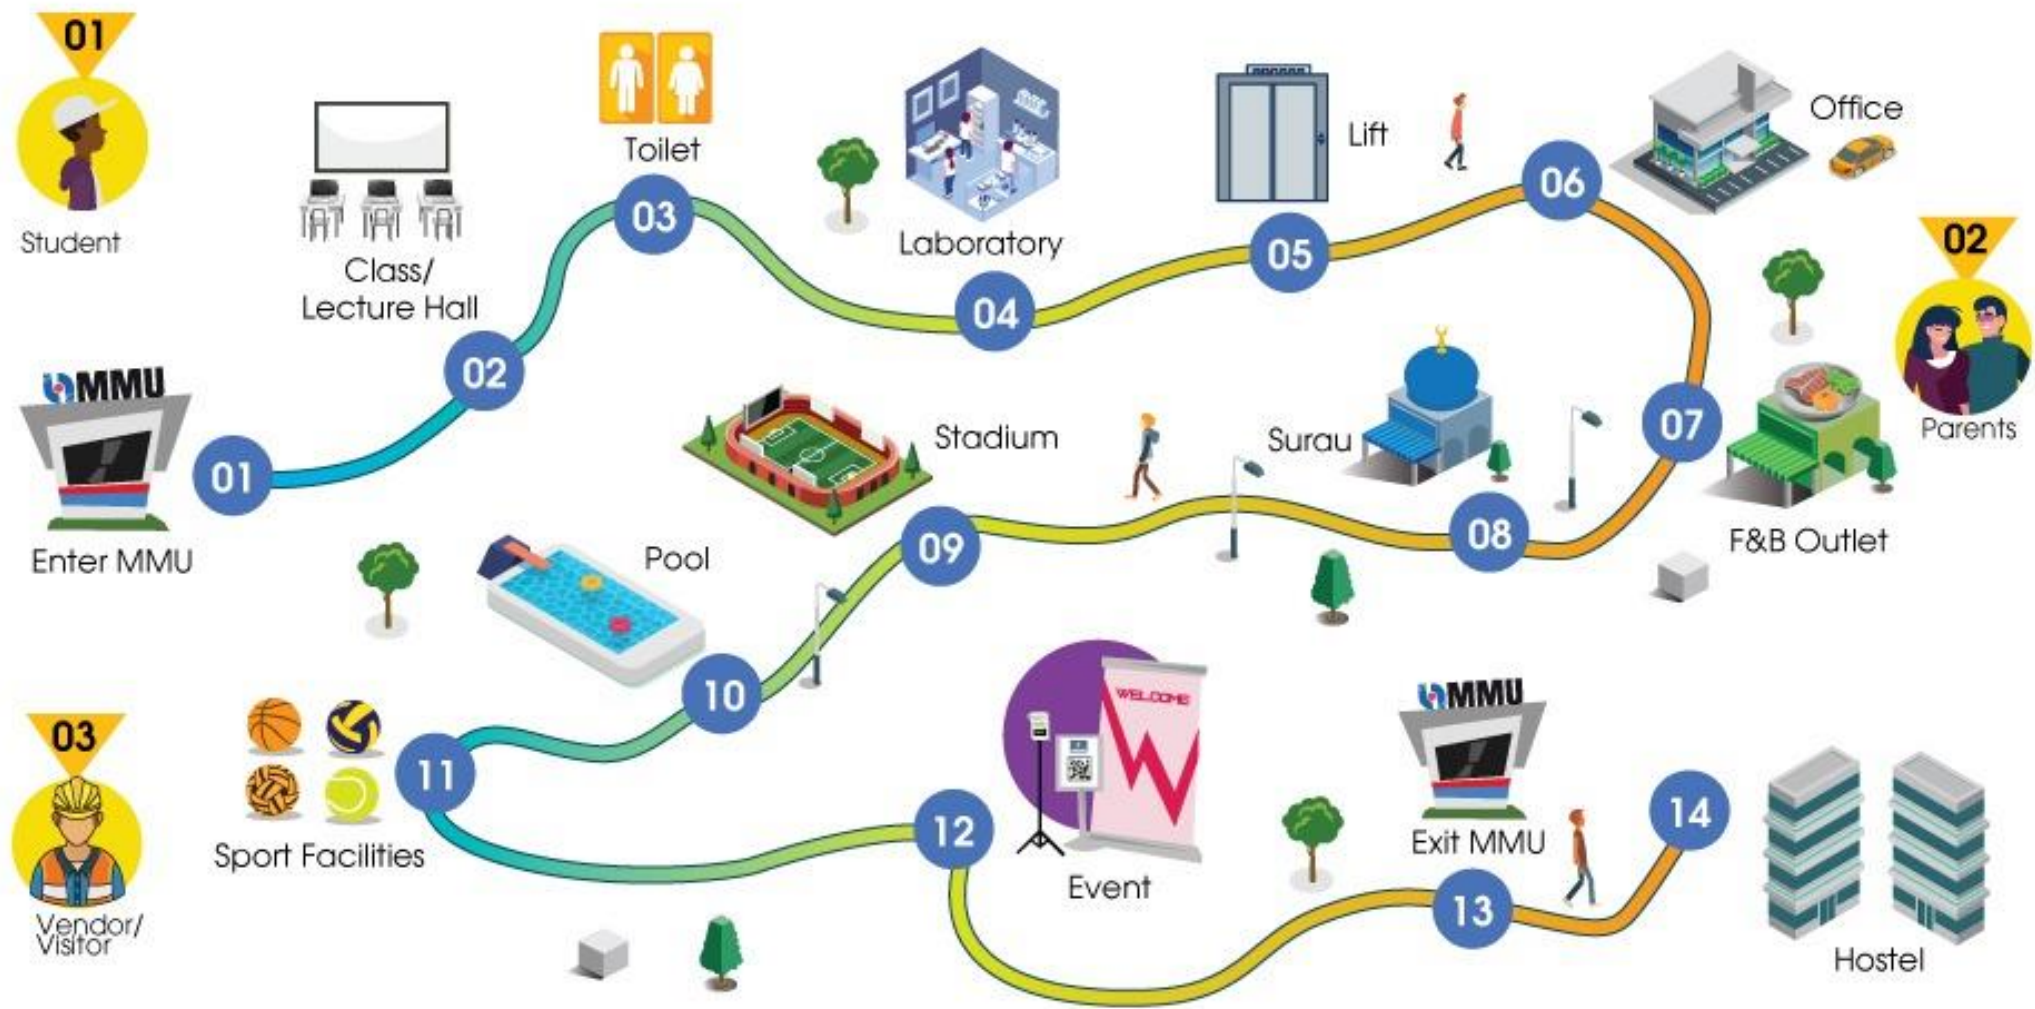 01
Student
Class/
Lecture Hall
Toilet
03
Laboratory
04
Lift
05
06
Office
02
Parents
MMU
01
Enter MMU
02
Stadium
09
Surau
08
07
F&B Outlet
Pool
10
03
Vendor/
Visitor
Sport Facilities
11
12
WELCOME
Event
MMU
Exit MMU
13
14
Hostel